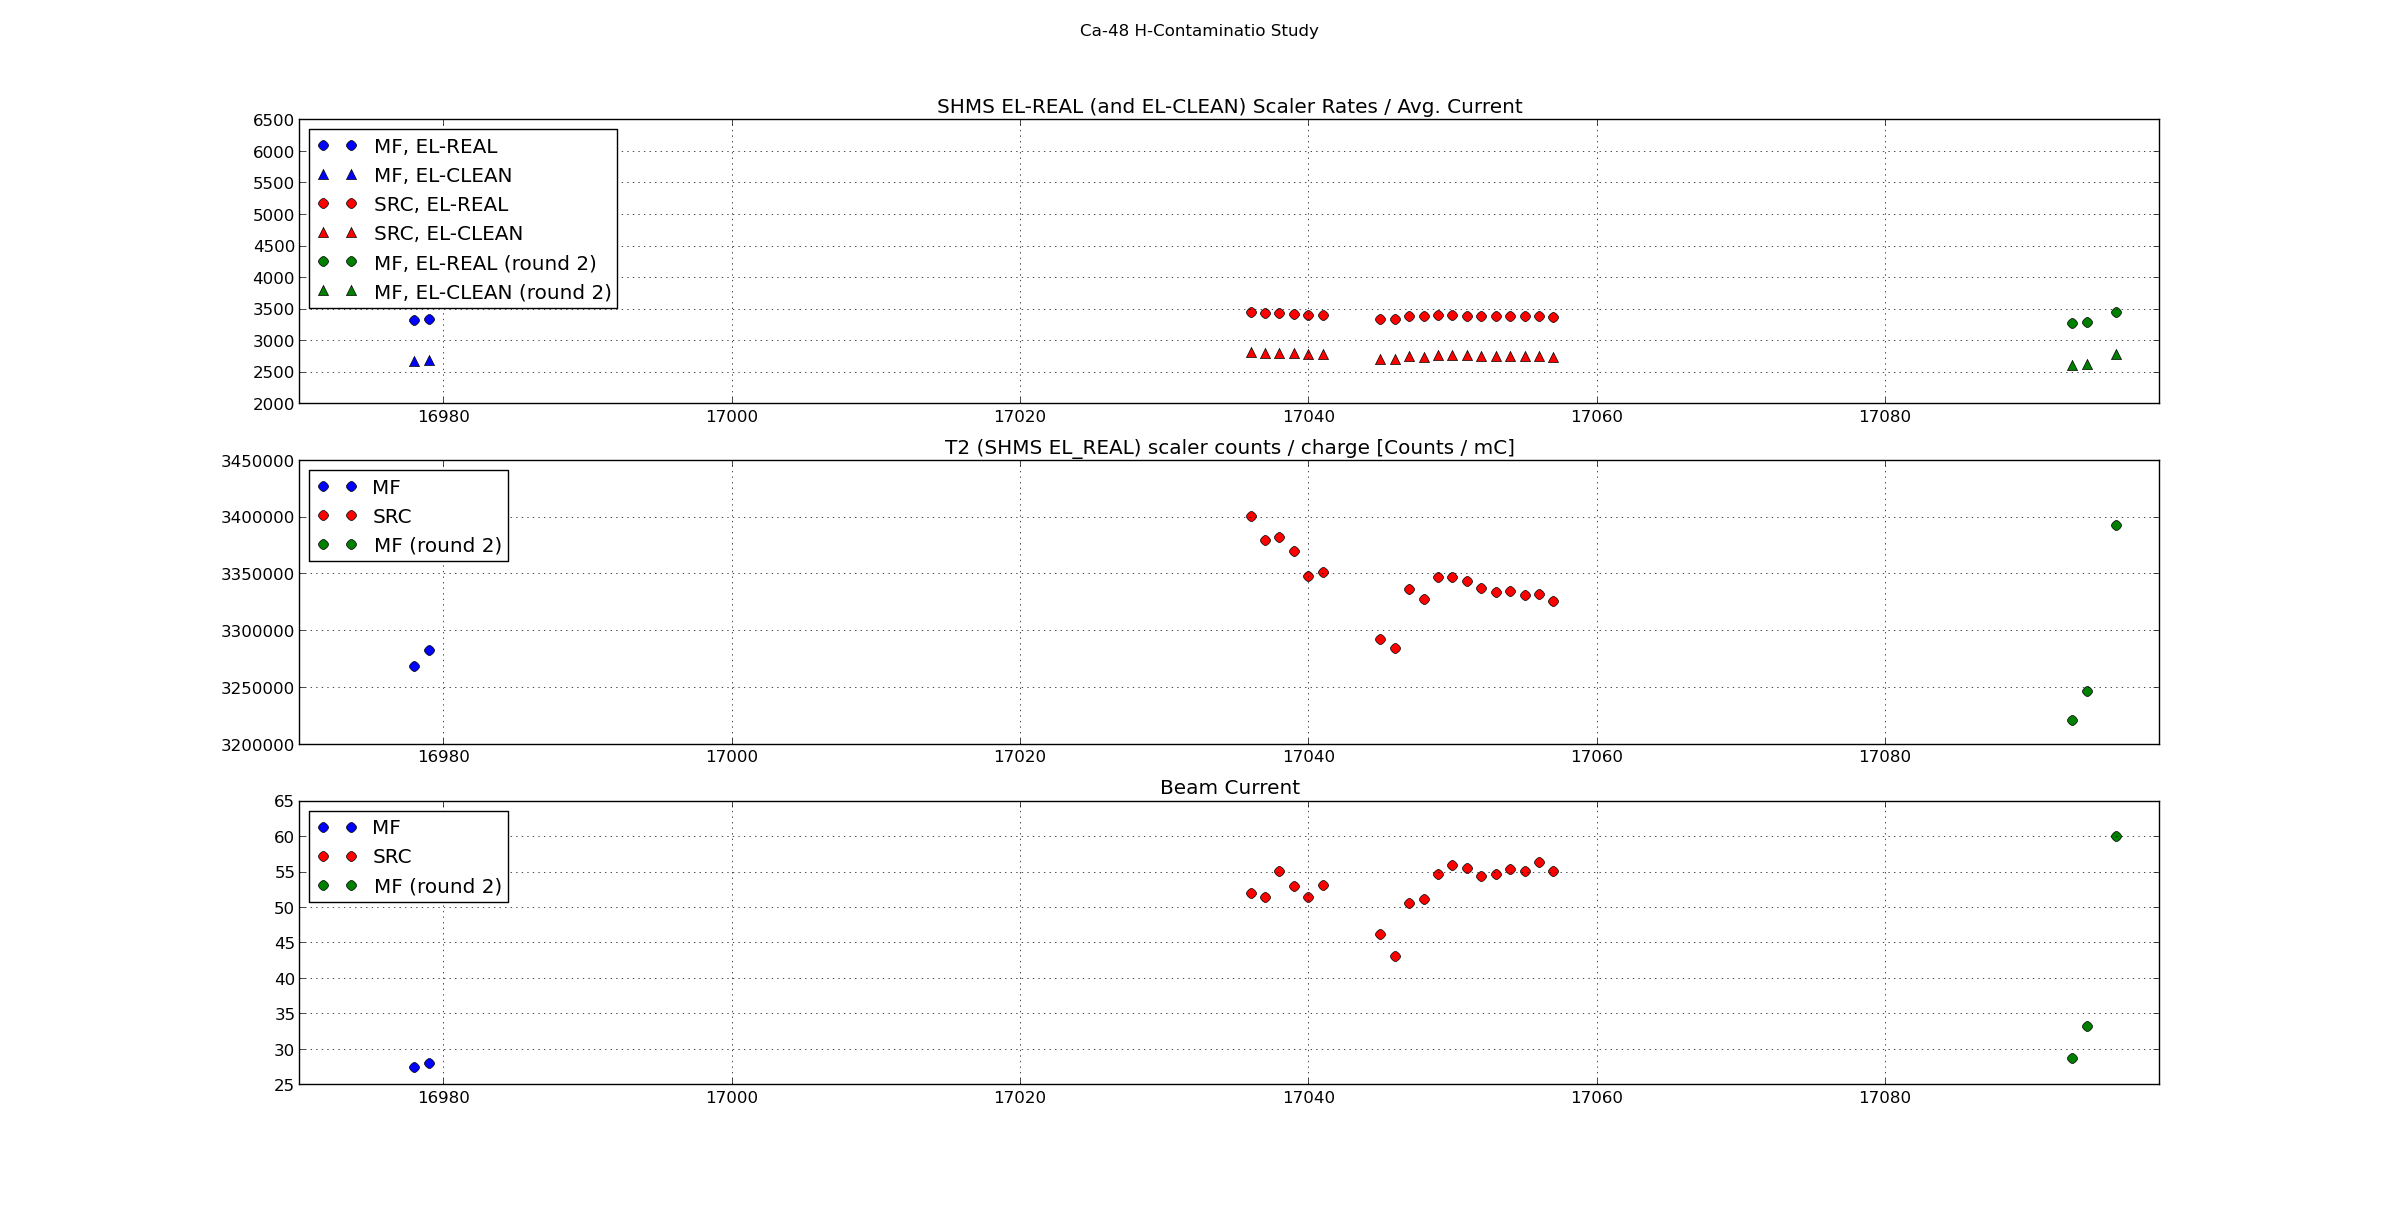 Ca-48 H-Contaminatio Study
SHMS EL-REAL (and EL-CLEAN) Scaler Rates / Avg. Current
6500
6000
5500
5000
4500
4000
3500
3000
2500
2000
MF, EL-REAL
MF, EL-CLEAN
SRC, EL-REAL
SRC, EL-CLEAN
MF, EL-REAL (round 2)
MF, EL-CLEAN (round 2)
16980 17000 17020 17040 17060 17080
T2 (SHMS EL_REAL) scaler counts / charge [Counts / mC]
3450000
3400000
3350000
3300000
3250000
3200000
MF
SRC
MF (round 2)
16980 17000 17020 17040 17060 17080
Beam Current
65
60
55
50
45
40
35
30
25
MF
SRC
MF (round 2)
16980 17000 17020 17040 17060 17080